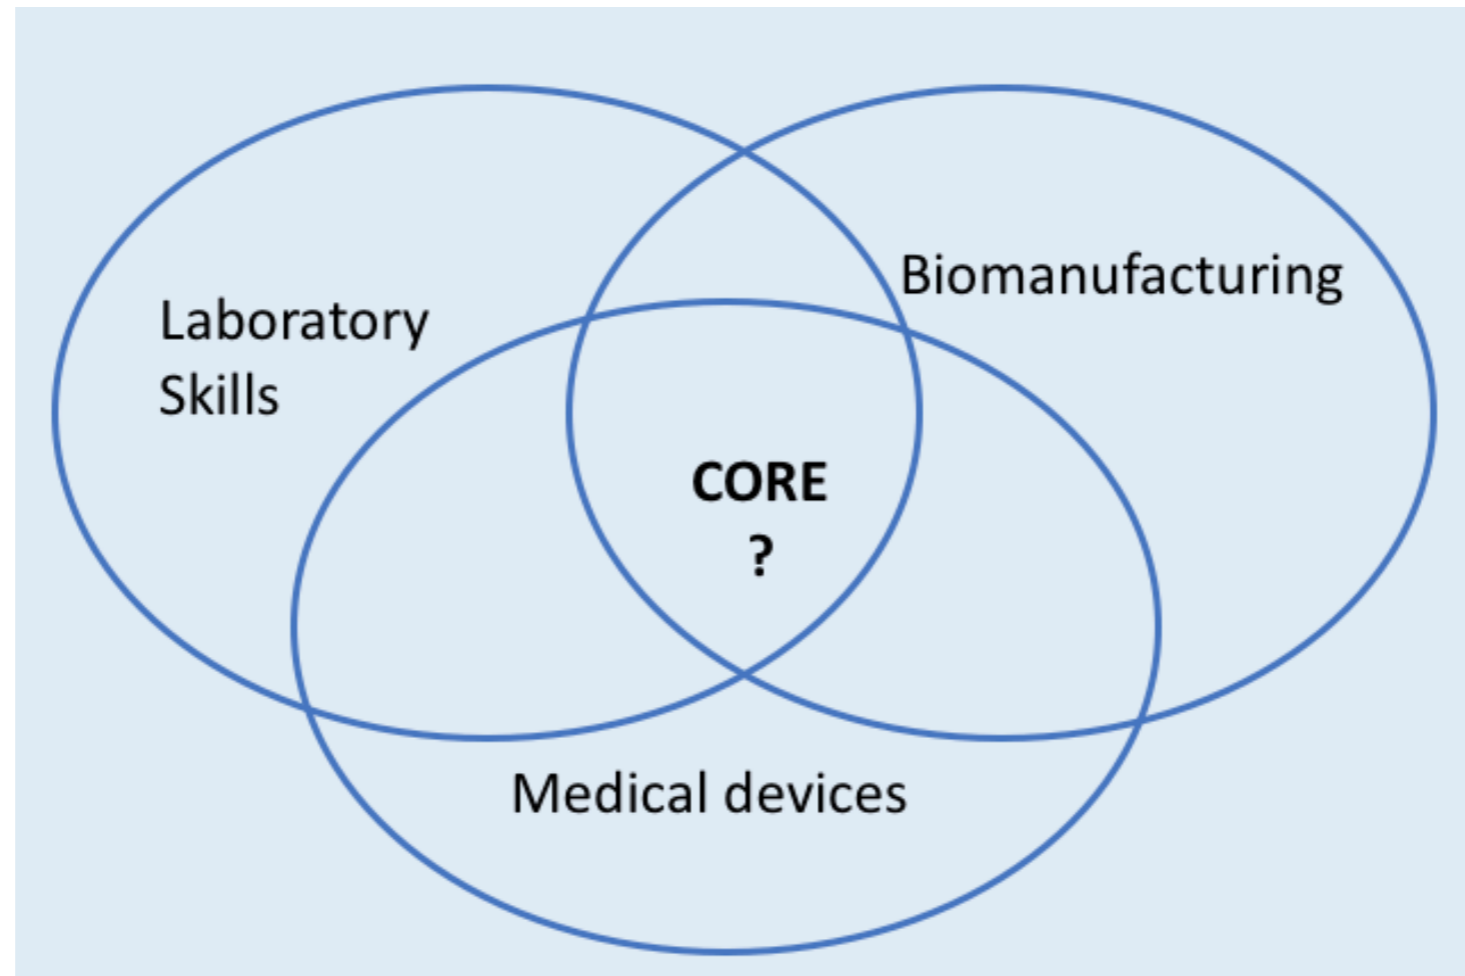 Biomanufacturing
Laboratory
Skills
CORE
?
Medical devices